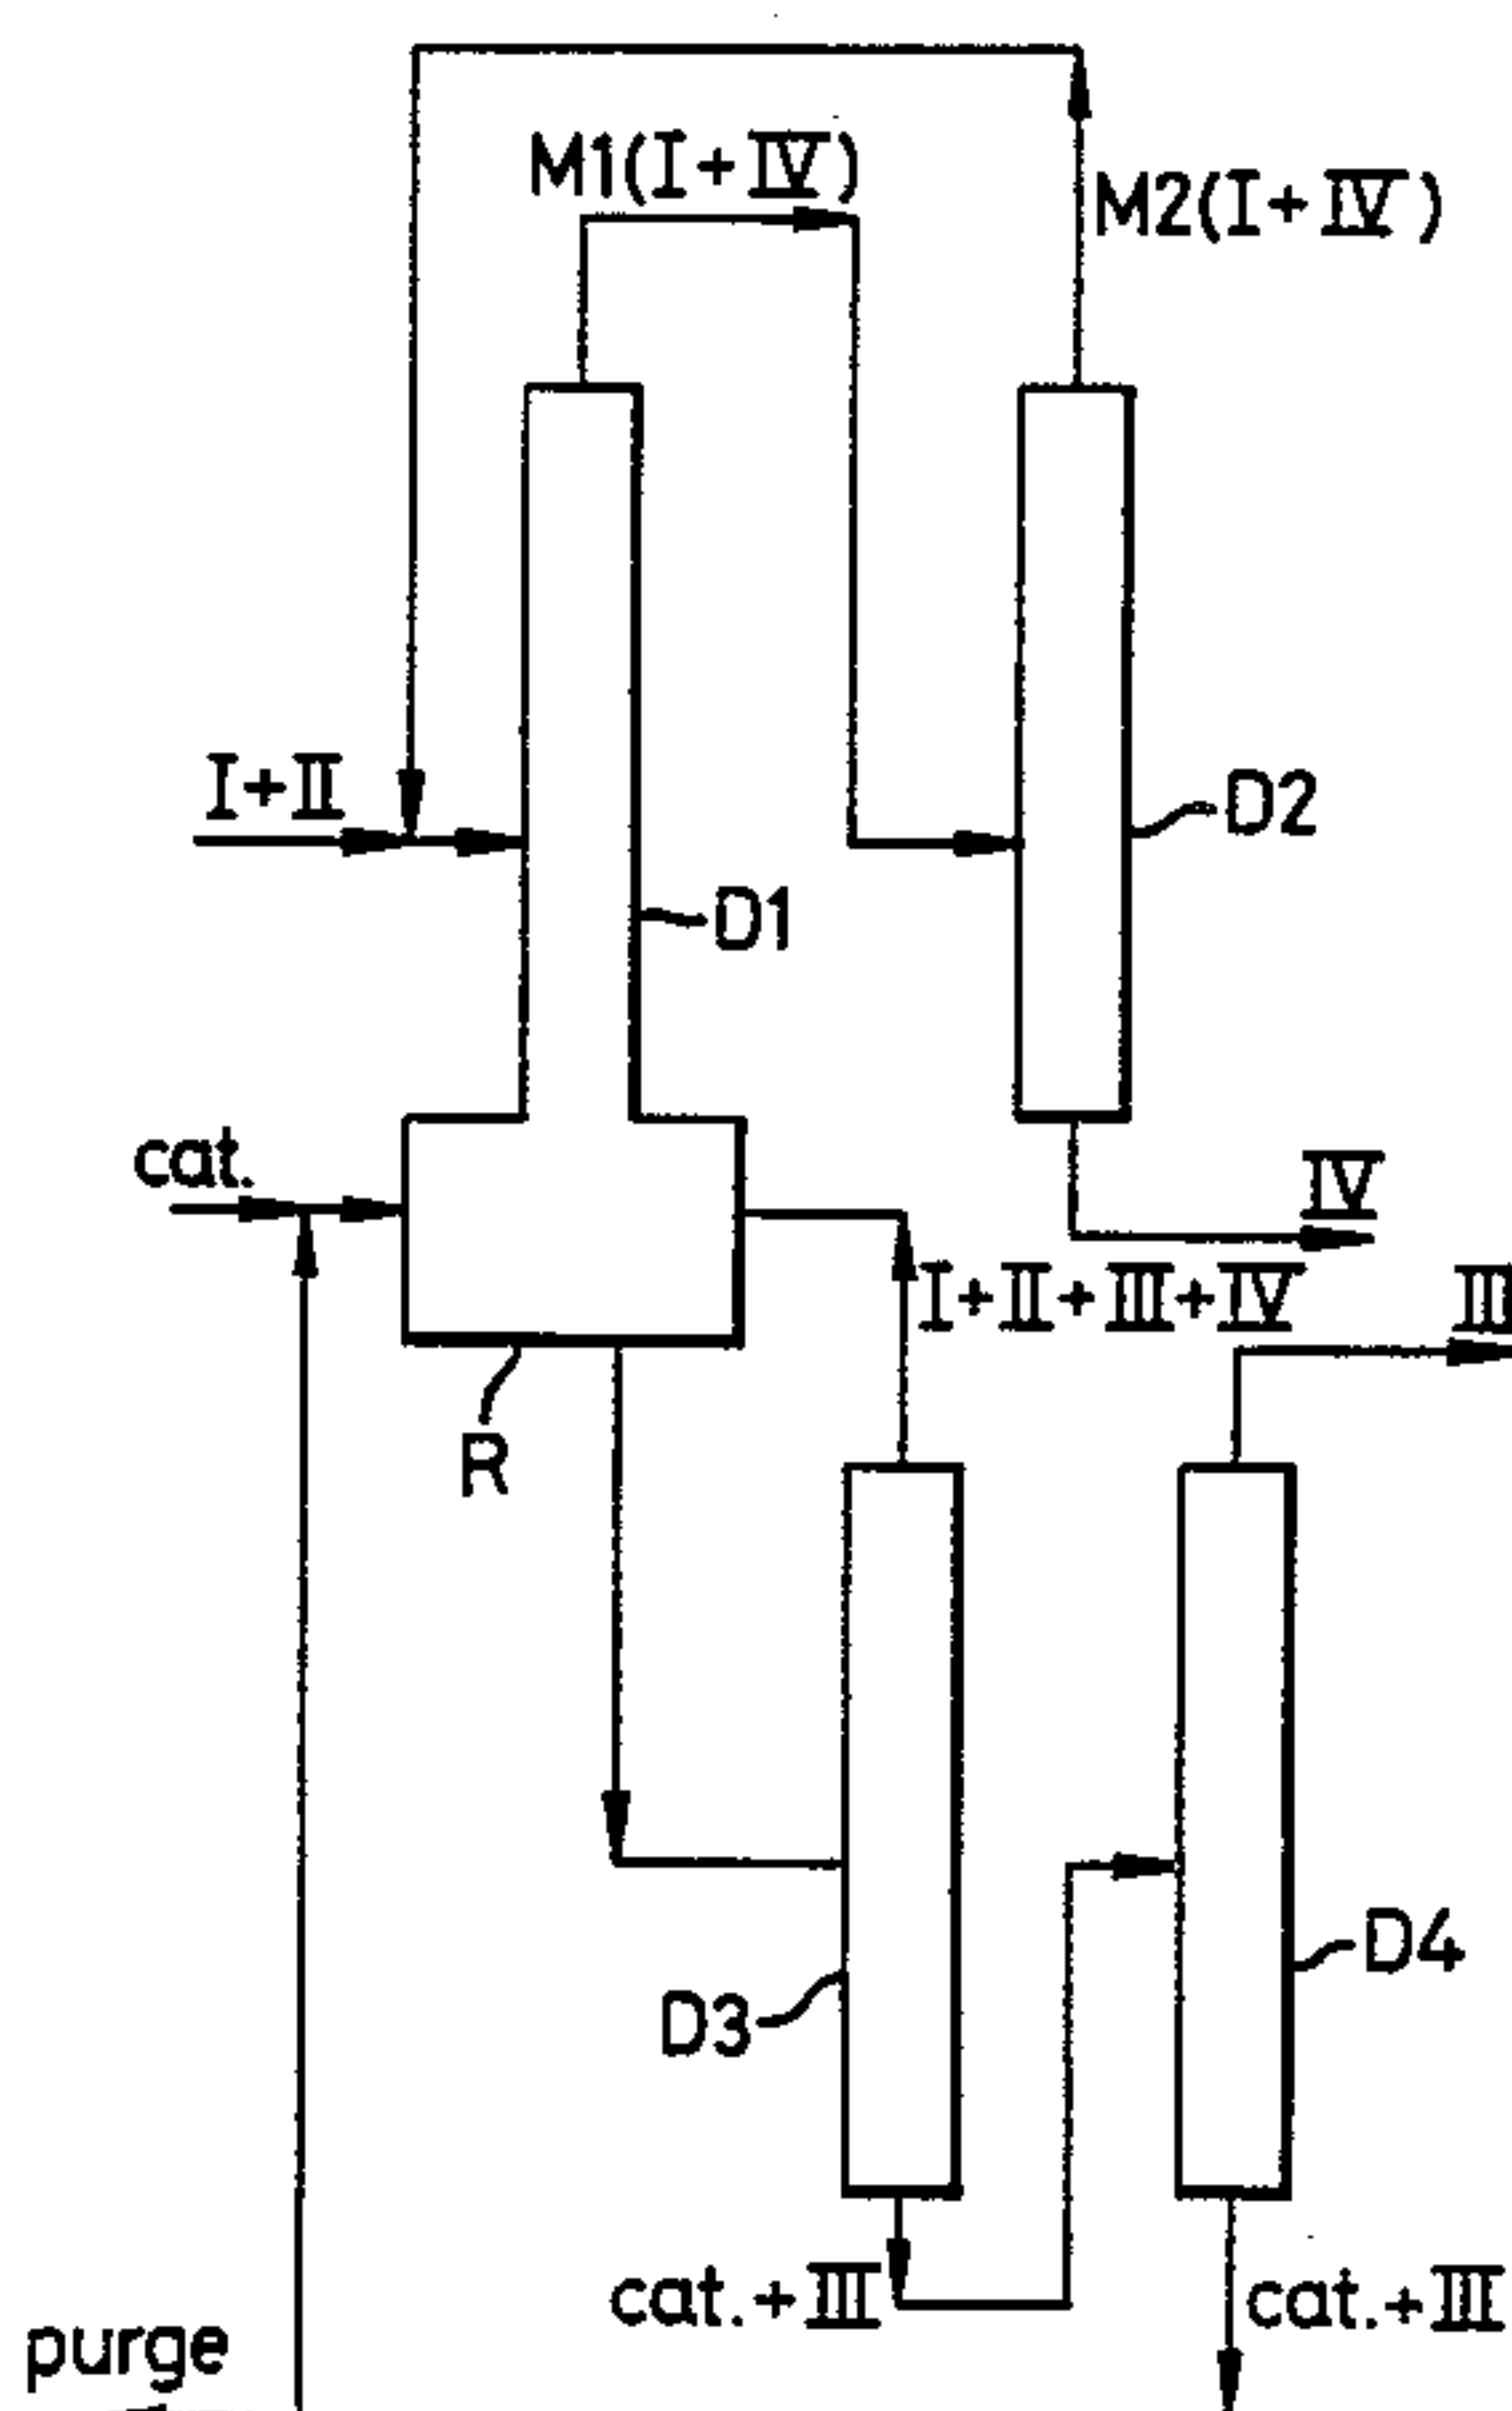 M1(I+IV)
M2(I+IV)
I+II
D2
D1
cat.
IV
I+II+III+IV
III
R
D4
D3
cat.+III
cat.+III
purge